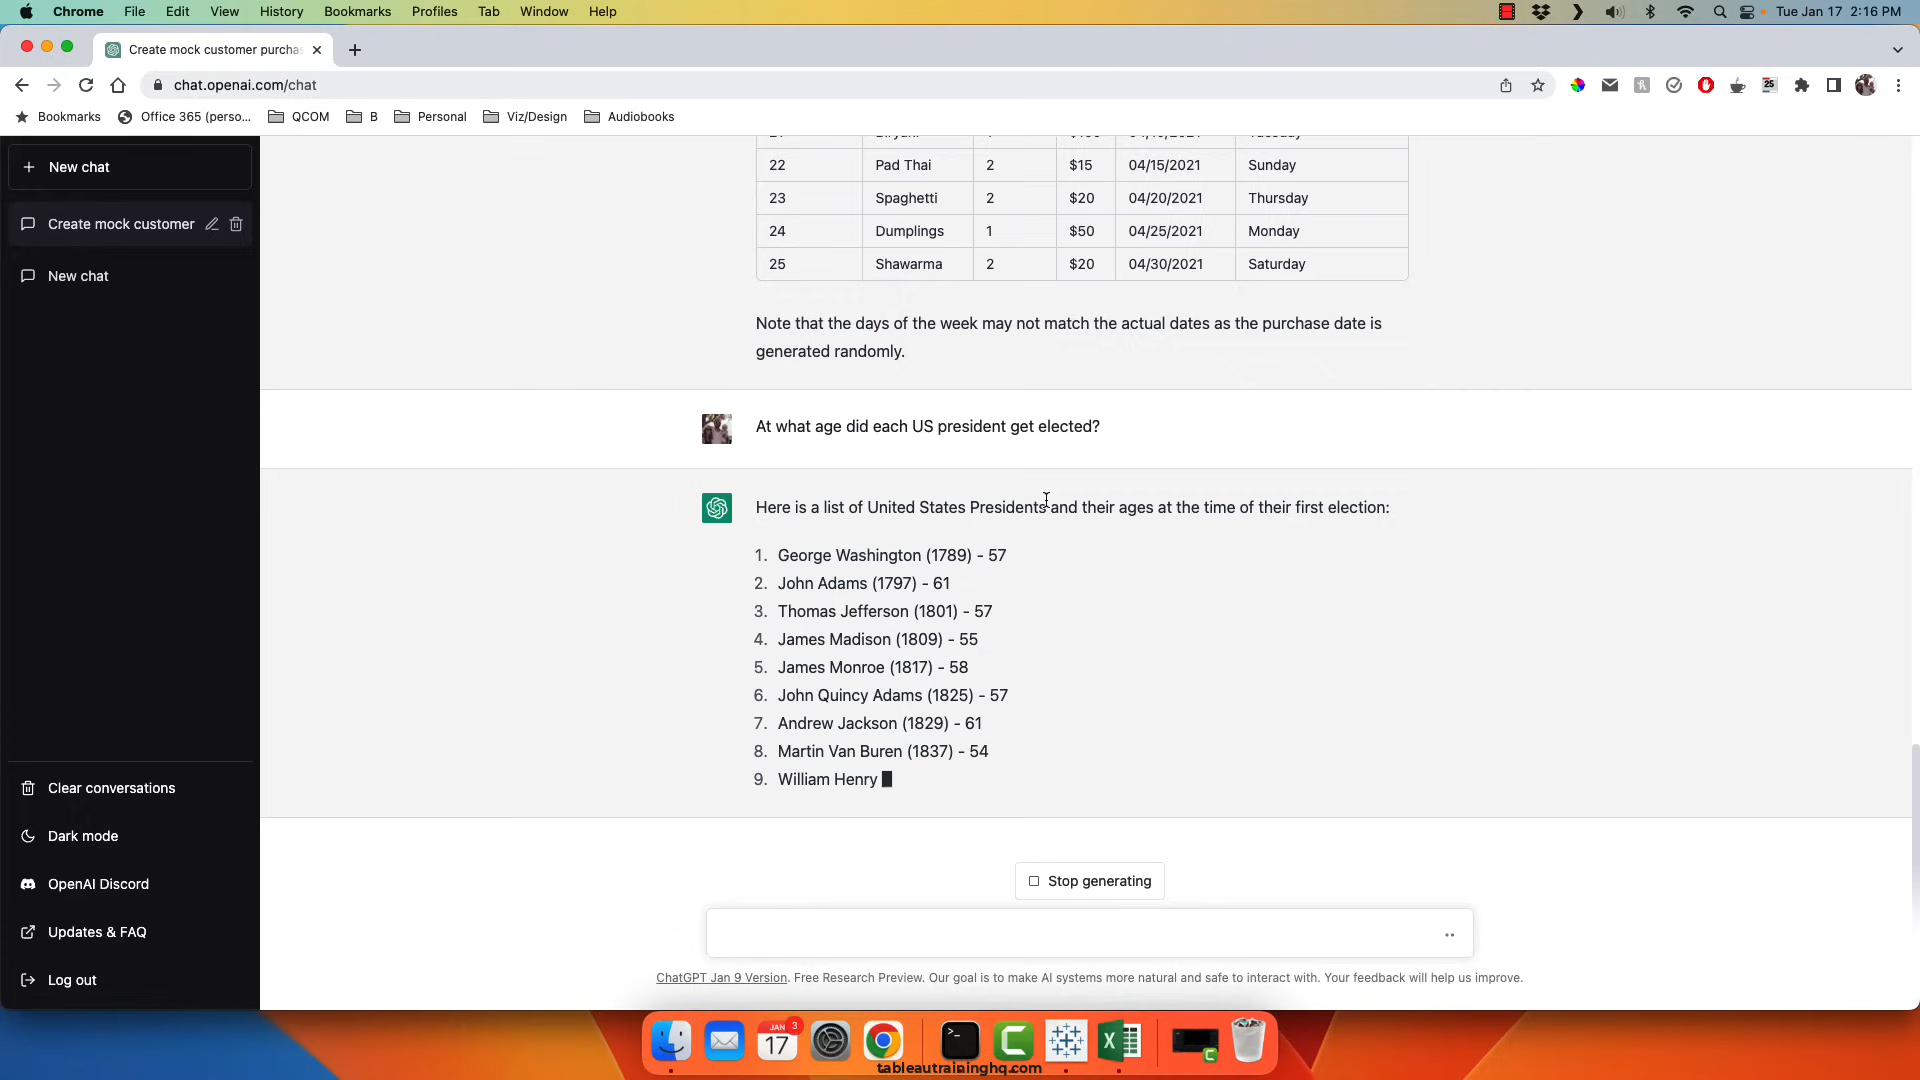 Chrome File Edit View History Bookmarks Profiles Tab Window Help Tue Jan 17 2:16 PM
Create mock customer purcha
chat.openai.com/chat
25
Bookmarks Office 365 (perso... QCOM B Personal Viz/Design Audiobooks
New chat
Create mock customer
New chat
22 Pad Thai 2 $15 04/15/2021 Sunday
23 Spaghetti 2 $20 04/20/2021 Thursday
24 Dumplings 1 $50 04/25/2021 Monday
25 Shawarma 2 $20 04/30/2021 Saturday
Note that the days of the week may not match the actual dates as the purchase date is
generated randomly.
At what age did each US president get elected?
Here is a list of United States Presidents and their ages at the time of their first election:
1. George Washington (1789) - 57
2. John Adams (1797) - 61
3. Thomas Jefferson (1801) - 57
4. James Madison (1809) - 55
5. James Monroe (1817) - 58
6. John Quincy Adams (1825) - 57
7. Andrew Jackson (1829) - 61
8. Martin Van Buren (1837) - 54
9. William Henry
Clear conversations
Dark mode
OpenAI Discord
Updates & FAQ
Log out
Stop generating
ChatGPT Jan 9 Version. Free Research Preview. Our goal is to make AI systems more natural and safe to interact with. Your feedback will help us improve.
JAN 3
17
tableautraininghq.com